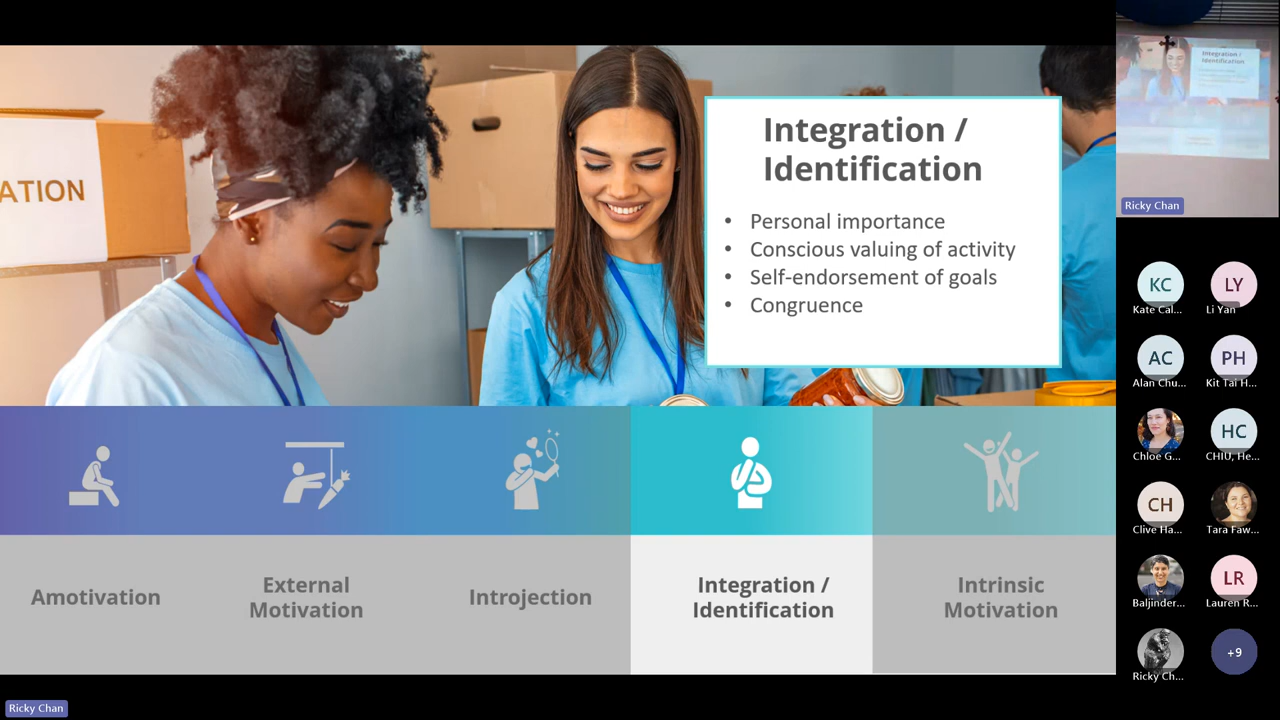 ATION
Integration /
Identification
• Personal importance
• Conscious valuing of activity
• Self-endorsement of goals
• Congruence
Amotivation
External
Motivation
Introjection
Integration /
Identification
Intrinsic
Motivation
Ricky Chan
Integration /
Identification
Ricky Chan
KC
Kate Cal...
LY
Li Yan
AC
Alan Chu...
PH
Kit Tai H...
Chloe G...
HC
CHIU, He...
CH
Clive Ha...
Tara Faw...
Baljinder...
LR
Lauren R...
Ricky Ch...
+9